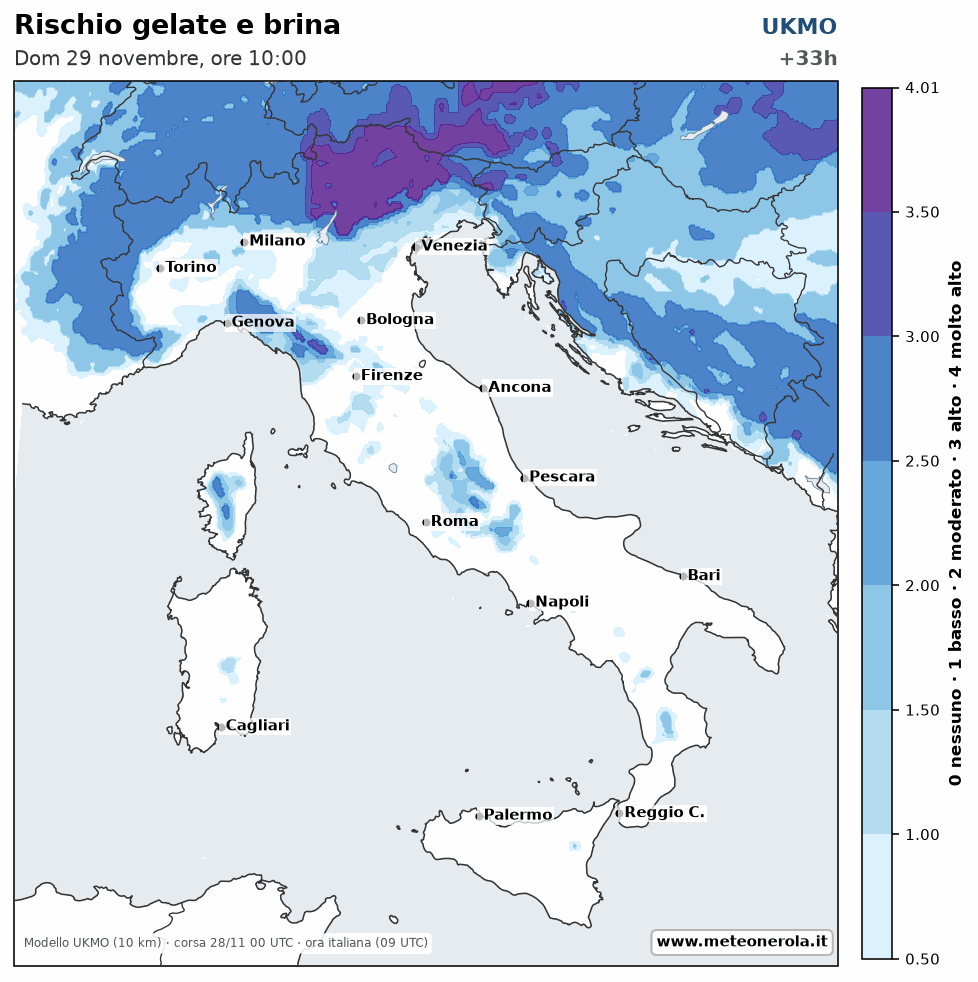 Rischio gelate e brina
UKMO
Dom 29 novembre, ore 10:00
+33h
4.01
3.50
3.00
2.50
2.00
1.50
1.00
0.50
0 nessuno · 1 basso · 2 moderato · 3 alto · 4 molto alto
Milano
Venezia
Torino
Genova
Bologna
Firenze
Ancona
Pescara
Roma
Bari
Napoli
Cagliari
Palermo
Reggio C.
Modello UKMO (10 km) · corsa 28/11 00 UTC · ora italiana (09 UTC)
www.meteonerola.it